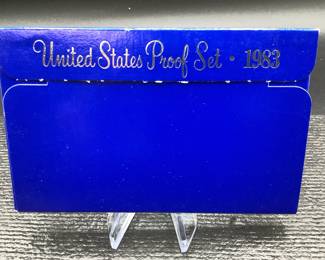 United States Proof Set · 1983